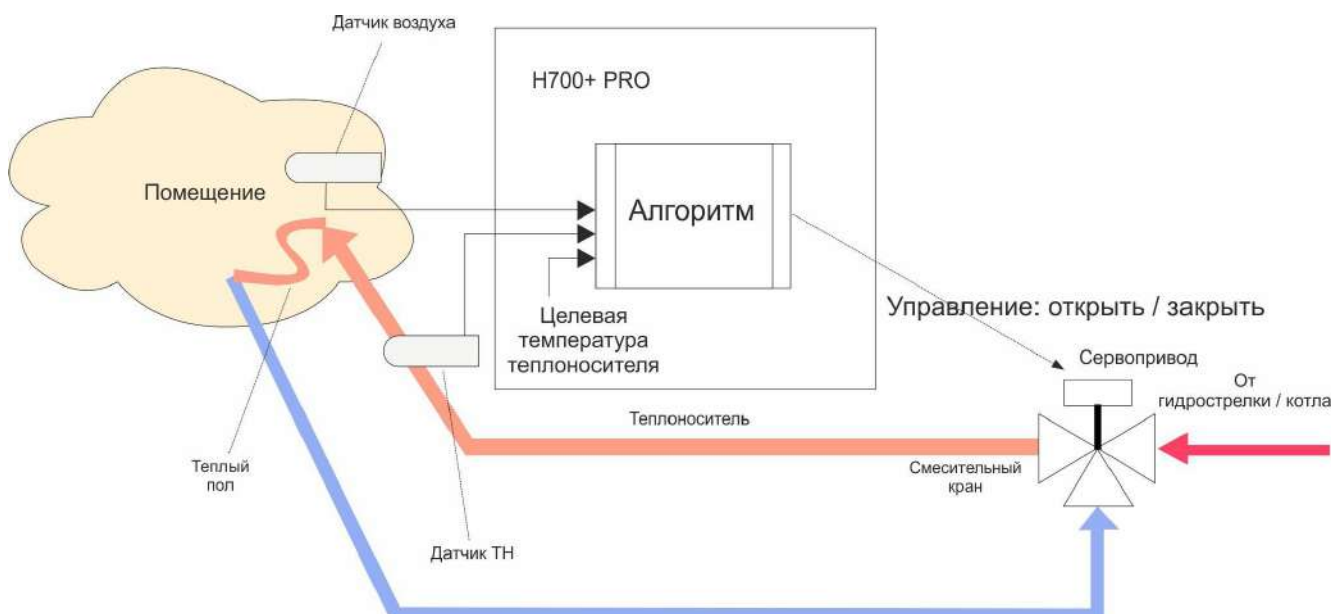 Датчик воздуха
H700+ PRO
Помещение
Алгоритм
Целевая
температура
теплоносителя
Управление: открыть / закрыть
Сервопривод
От
гидрострелки / котла
Теплоноситель
Смесительный
кран
Теплый
пол
Датчик ТН